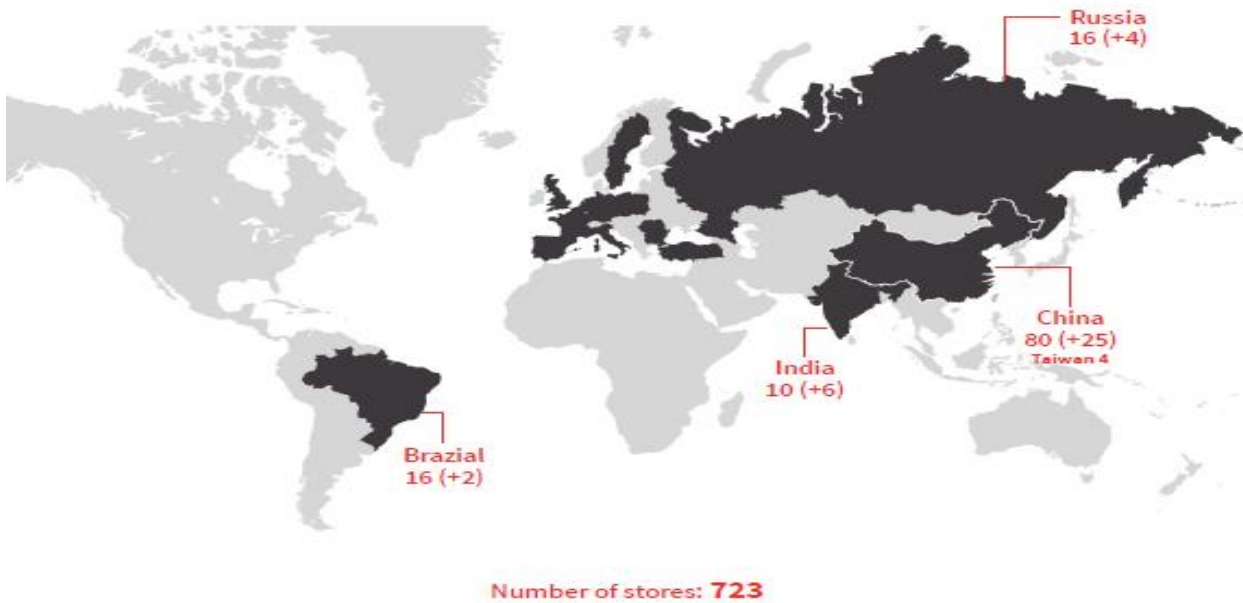 Russia
16 (+4)
China
80 (+25)
Taiwan 4
India
10 (+6)
Brazial
16 (+2)
Number of stores: 723